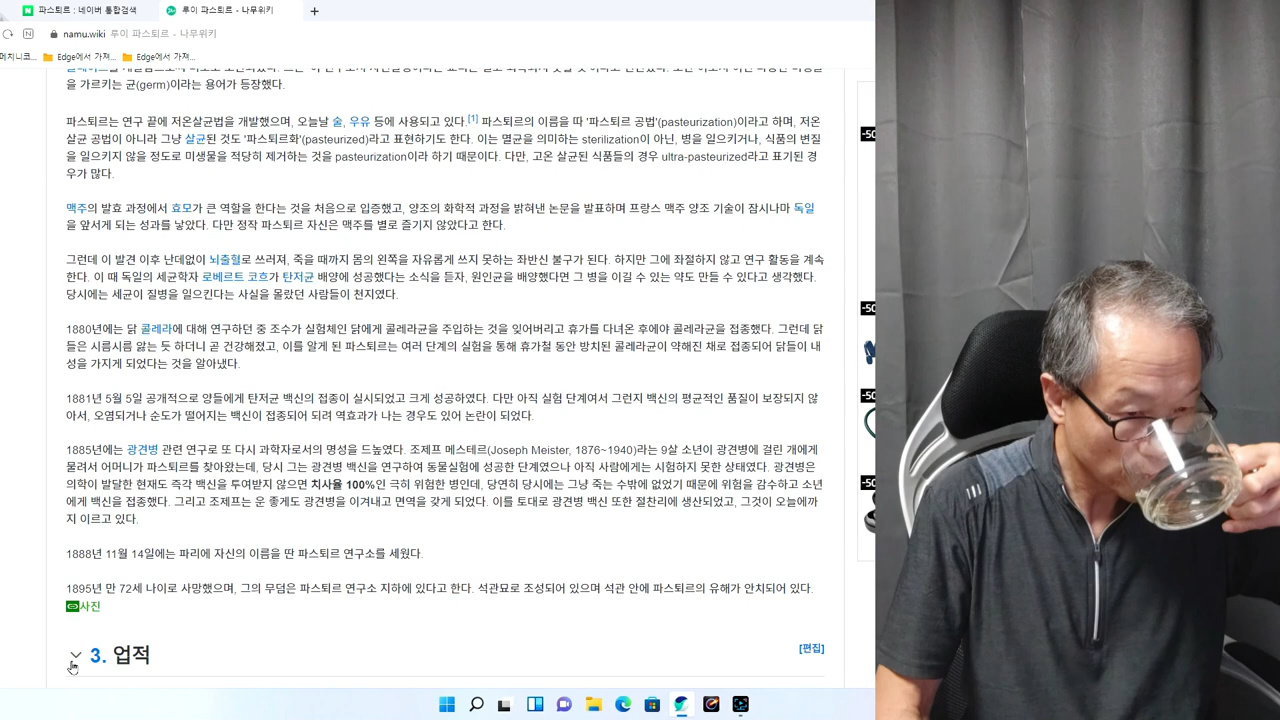 파스퇴르 : 네이버 통합검색
루이 파스퇴르 - 나무위키
namu.wiki 루이 파스퇴르 - 나무위키
Edge에서 가져...
Edge에서 가져...
을 가르키는 균(germ)이라는 용어가 등장했다.
파스퇴르는 연구 끝에 저온살균법을 개발했으며, 오늘날 술, 우유 등에 사용되고 있다.[1] 파스퇴르의 이름을 따 '파스퇴르 공법'(pasteurization)이라고 하며, 저온
살균 공법이 아니라 그냥 살균된 것도 '파스퇴르화'(pasteurized)라고 표현하기도 한다. 이는 멸균을 의미하는 sterilization이 아닌, 병을 일으키거나, 식품의 변질
을 일으키지 않을 정도로 미생물을 적당히 제거하는 것을 pasteurization이라 하기 때문이다. 다만, 고온 살균된 식품들의 경우 ultra-pasteurized라고 표기된 경
우가 많다.
맥주의 발효 과정에서 효모가 큰 역할을 한다는 것을 처음으로 입증했고, 양조의 화학적 과정을 밝혀낸 논문을 발표하며 프랑스 맥주 양조 기술이 잠시나마 독일
을 앞서게 되는 성과를 낳았다. 다만 정작 파스퇴르 자신은 맥주를 별로 즐기지 않았다고 한다.
그런데 이 발견 이후 난데없이 뇌출혈로 쓰러져, 죽을 때까지 몸의 왼쪽을 자유롭게 쓰지 못하는 좌반신 불구가 된다. 하지만 그에 좌절하지 않고 연구 활동을 계속
한다. 이 때 독일의 세균학자 로베르트 코흐가 탄저균 배양에 성공했다는 소식을 듣자, 원인균을 배양했다면 그 병을 이길 수 있는 약도 만들 수 있다고 생각했다.
당시에는 세균이 질병을 일으킨다는 사실을 몰랐던 사람들이 천지였다.
1880년에는 닭 콜레라에 대해 연구하던 중 조수가 실험체인 닭에게 콜레라균을 주입하는 것을 잊어버리고 휴가를 다녀온 후에야 콜레라균을 접종했다. 그런데 닭
들은 시름시름 앓는 듯 하더니 곧 건강해졌고, 이를 알게 된 파스퇴르는 여러 단계의 실험을 통해 휴가철 동안 방치된 콜레라균이 약해진 채로 접종되어 닭들이 내
성을 가지게 되었다는 것을 알아냈다.
1881년 5월 5일 공개적으로 양들에게 탄저균 백신의 접종이 실시되었고 크게 성공하였다. 다만 아직 실험 단계여서 그런지 백신의 평균적인 품질이 보장되지 않
아서, 오염되거나 순도가 떨어지는 백신이 접종되어 되려 역효과가 나는 경우도 있어 논란이 되었다.
1885년에는 광견병 관련 연구로 또 다시 과학자로서의 명성을 드높였다. 조제프 메스테르(Joseph Meister, 1876~1940)라는 9살 소년이 광견병에 걸린 개에게
물려서 어머니가 파스퇴르를 찾아왔는데, 당시 그는 광견병 백신을 연구하여 동물실험에 성공한 단계였으나 아직 사람에게는 시험하지 못한 상태였다. 광견병은
의학이 발달한 현재도 즉각 백신을 투여받지 않으면 치사율 100%인 극히 위험한 병인데, 당연히 당시에는 그냥 죽는 수밖에 없었기 때문에 위험을 감수하고 소년
에게 백신을 접종했다. 그리고 조제프는 운 좋게도 광견병을 이겨내고 면역을 갖게 되었다. 이를 토대로 광견병 백신 또한 절찬리에 생산되었고, 그것이 오늘에까
지 이르고 있다.
1888년 11월 14일에는 파리에 자신의 이름을 딴 파스퇴르 연구소를 세웠다.
1895년 만 72세 나이로 사망했으며, 그의 무덤은 파스퇴르 연구소 지하에 있다고 한다. 석관묘로 조성되어 있으며 석관 안에 파스퇴르의 유해가 안치되어 있다.
사진
3. 업적
[편집]
-50
-50
-50
-50